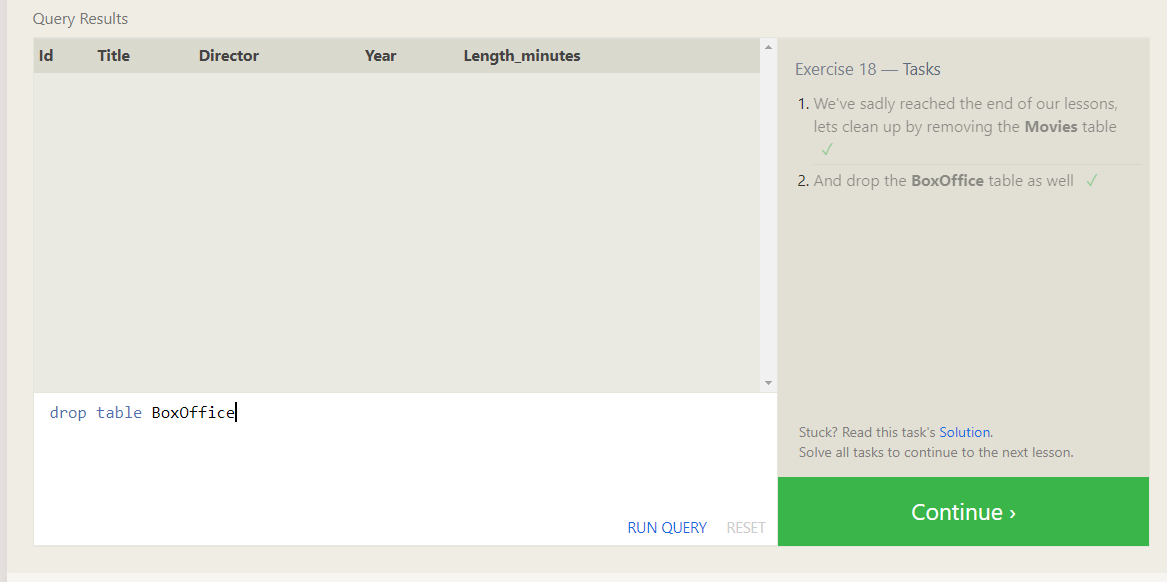 Query Results
Id Title Director Year Length_minutes
Exercise 18 — Tasks
1. We've sadly reached the end of our lessons,
lets clean up by removing the Movies table
✓
2. And drop the BoxOffice table as well ✓
drop table BoxOffice
Stuck? Read this task's Solution.
Solve all tasks to continue to the next lesson.
RUN QUERY RESET
Continue ›